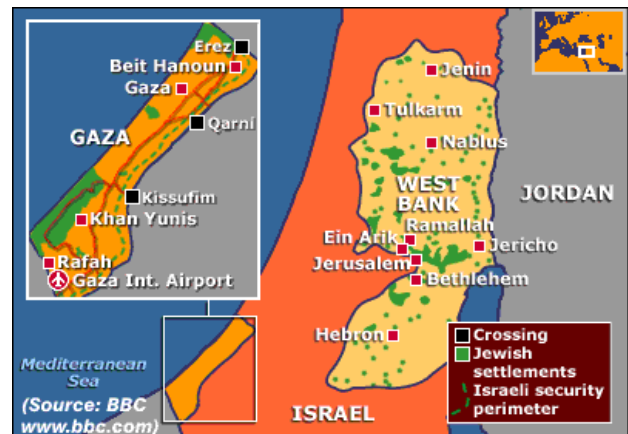 Erez
Beit Hanoun
Gaza
GAZA
Qarni
Kissufim
Khan Yunis
Rafah
Gaza Int. Airport
Jenin
Tulkarm
Nablus
WEST
BANK
JORDAN
Ramallah
Ein Arik
Jericho
Jerusalem
Bethlehem
Hebron
Mediterranean
Sea
(Source: BBC
www.bbc.com)
ISRAEL
Crossing
Jewish
settlements
Israeli security
perimeter